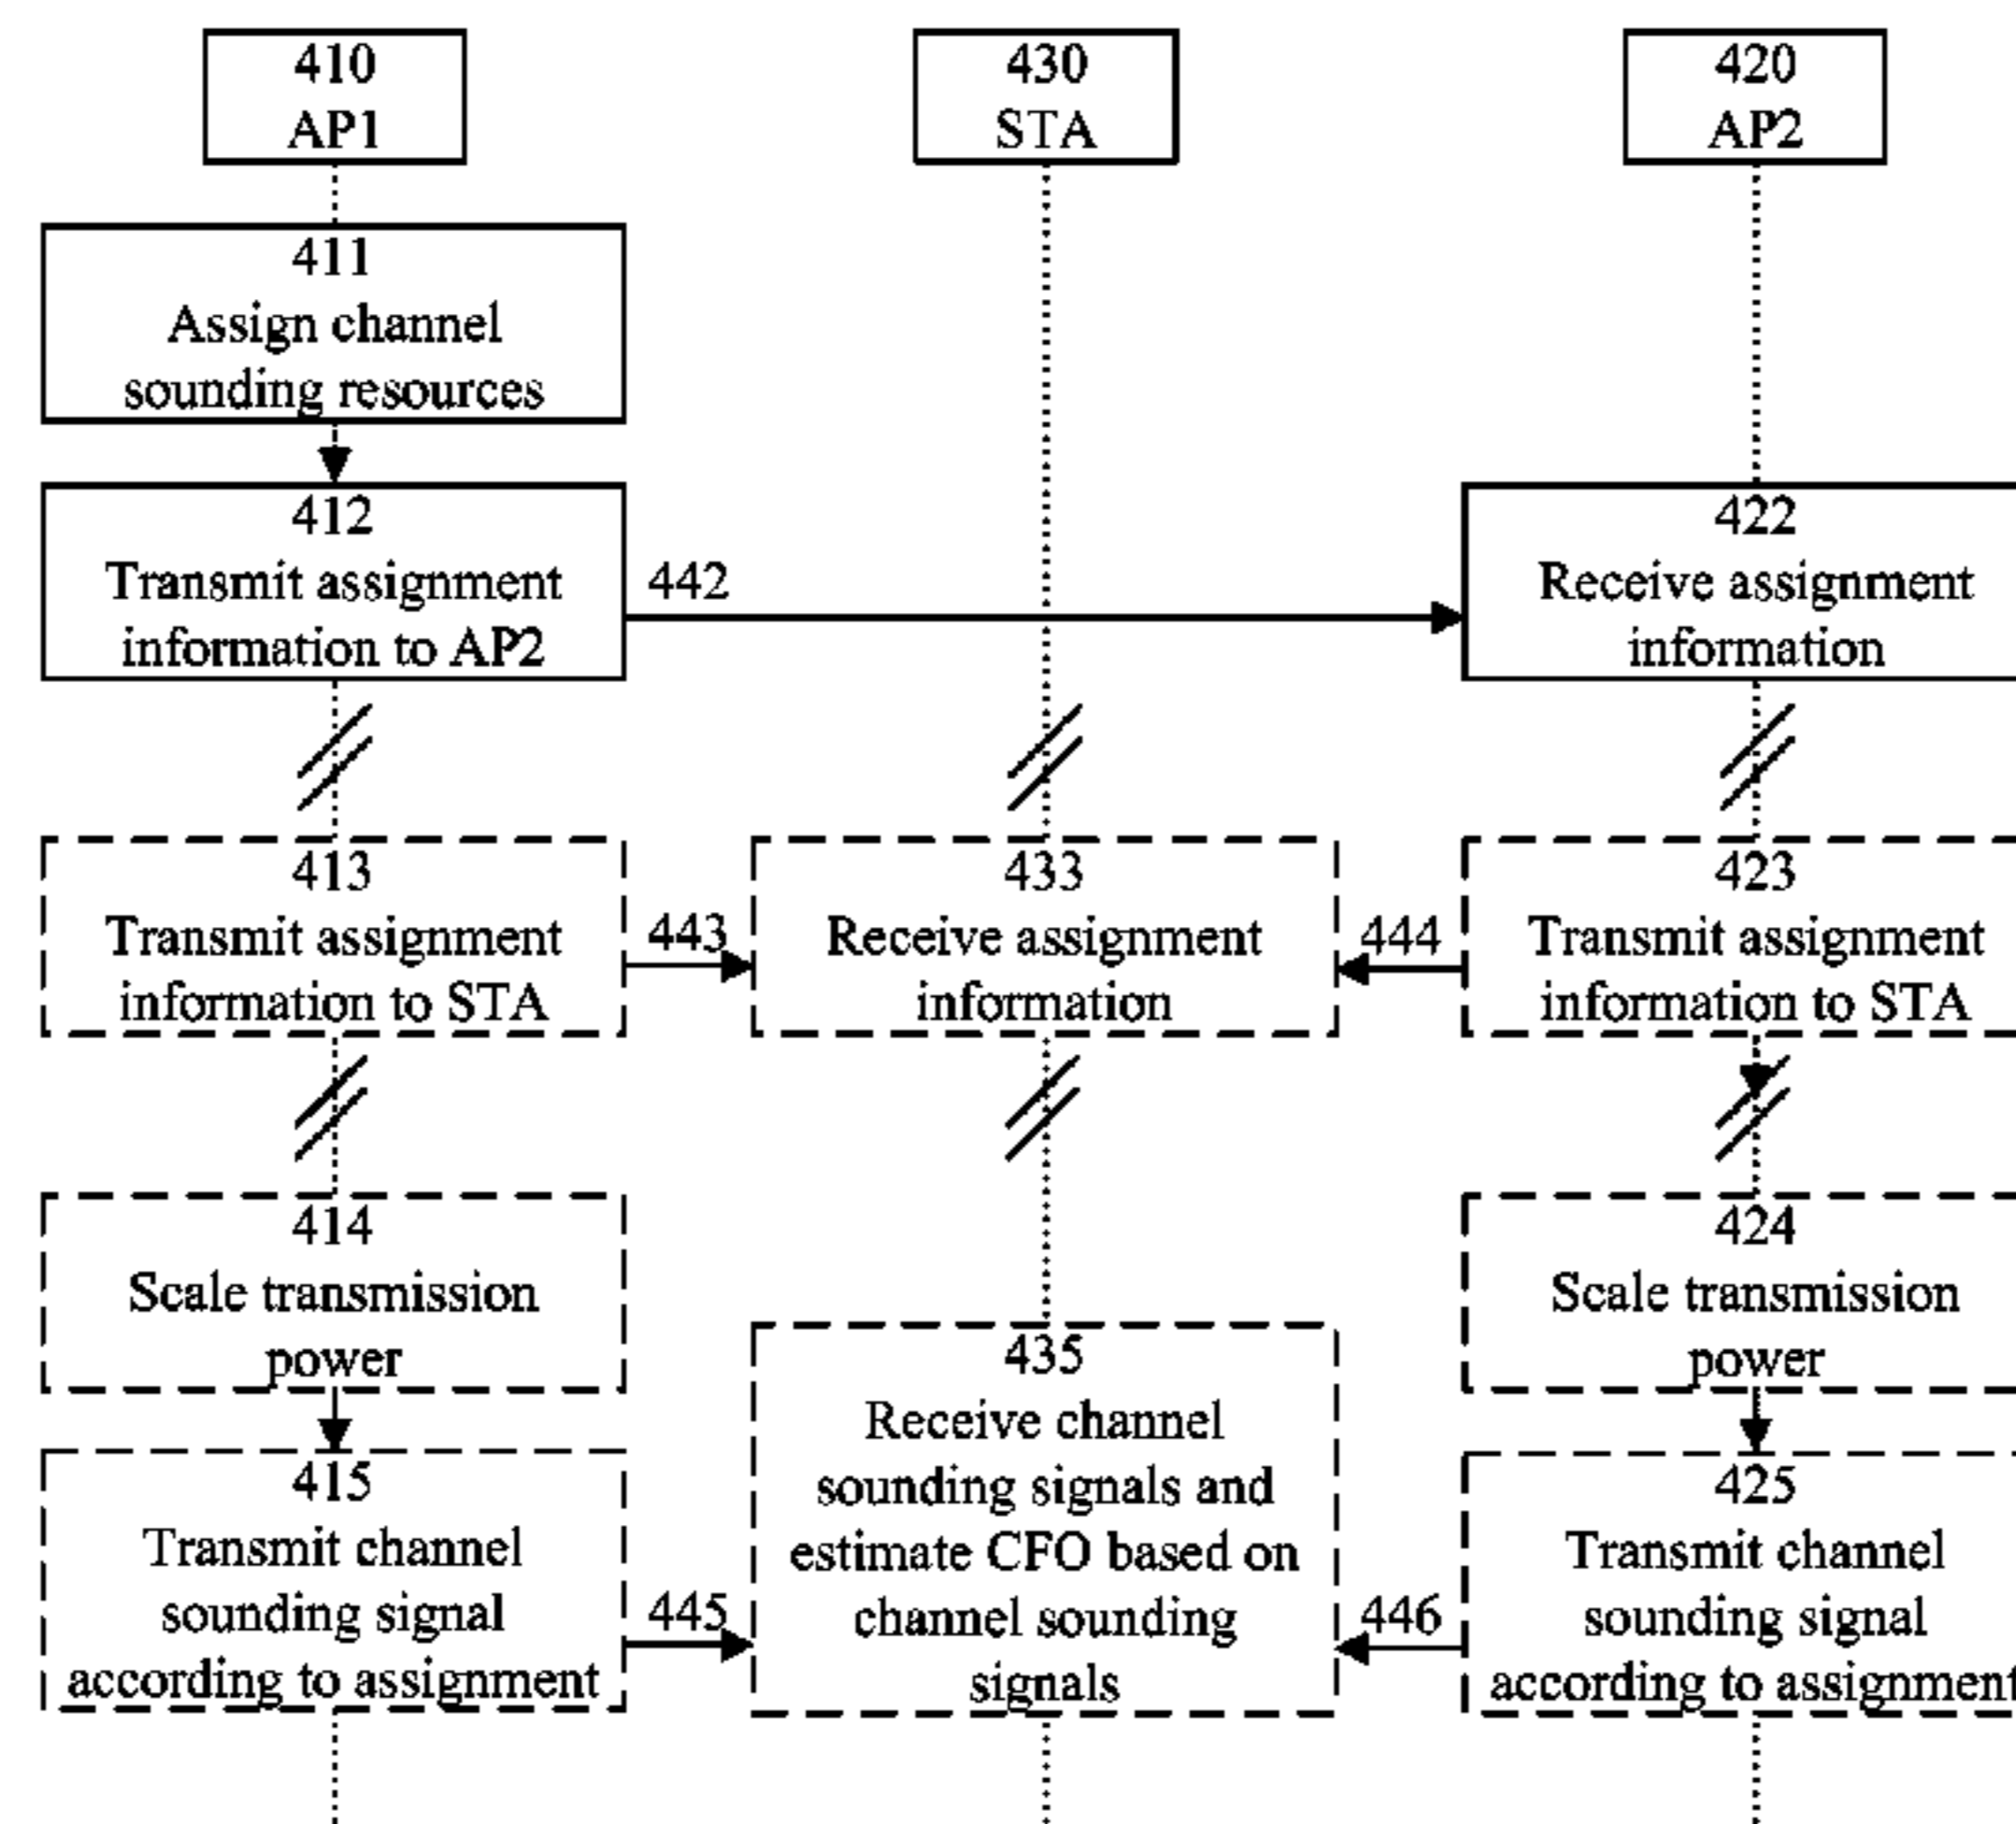 410
AP1
430
STA
420
AP2
411
Assign channel
sounding resources
412
Transmit assignment
information to AP2
442
422
Receive assignment
information
413
Transmit assignment
information to STA
443
433
Receive assignment
information
444
423
Transmit assignment
information to STA
414
Scale transmission
power
424
Scale transmission
power
435
Receive channel
sounding signals and
estimate CFO based on
channel sounding
signals
415
Transmit channel
sounding signal
according to assignment
445
446
425
Transmit channel
sounding signal
according to assignment